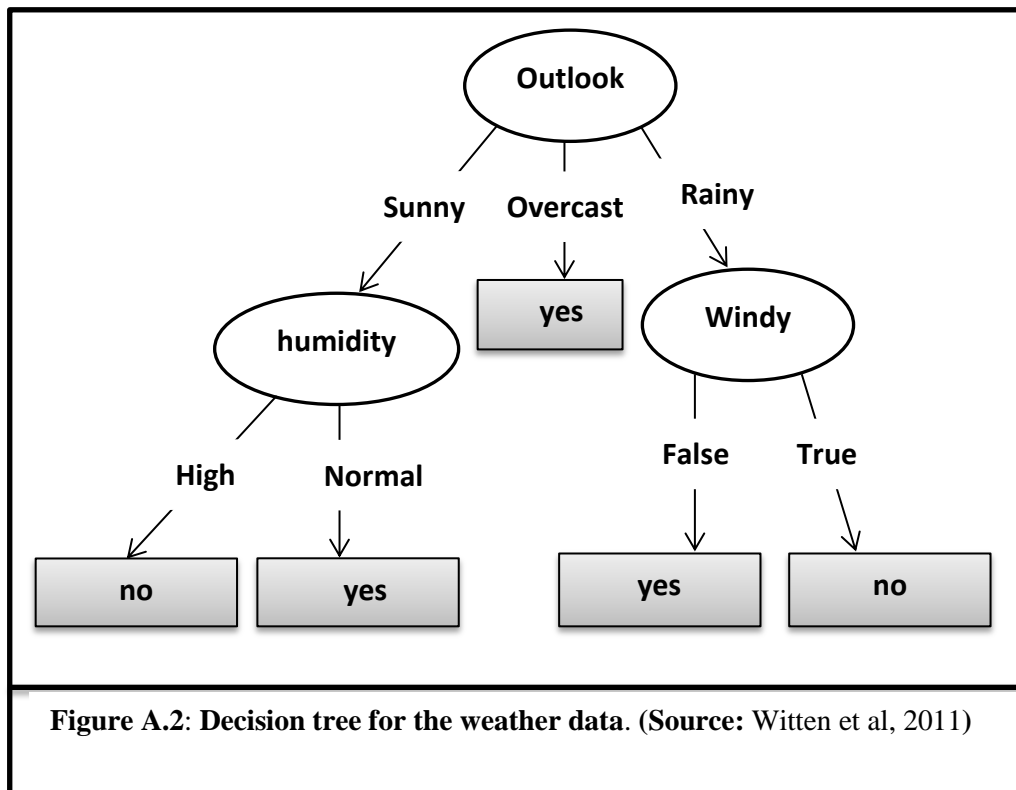 Outlook
Sunny Overcast Rainy
yes
humidity Windy
High Normal False True
no yes yes no
Figure A.2: Decision tree for the weather data. (Source: Witten et al, 2011)